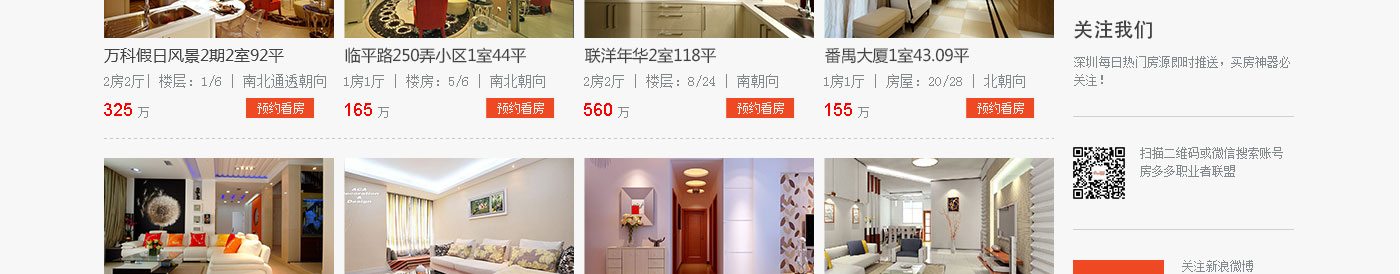 万科假日风景2期2室92平
2房2厅| 楼层：1/6 | 南北通透朝向
325 万
预约看房
临平路250弄小区1室44平
1房1厅 | 楼房：5/6 | 南北朝向
165 万
预约看房
联洋年华2室118平
2房2厅 | 楼层：8/24 | 南朝向
560 万
预约看房
番禺大厦1室43.09平
1房1厅 | 房屋：20/28 | 北朝向
155 万
预约看房
关注我们
深圳每日热门房源即时推送，买房神器必
关注！
扫描二维码或微信搜索账号
房多多职业者联盟
关注新浪微博